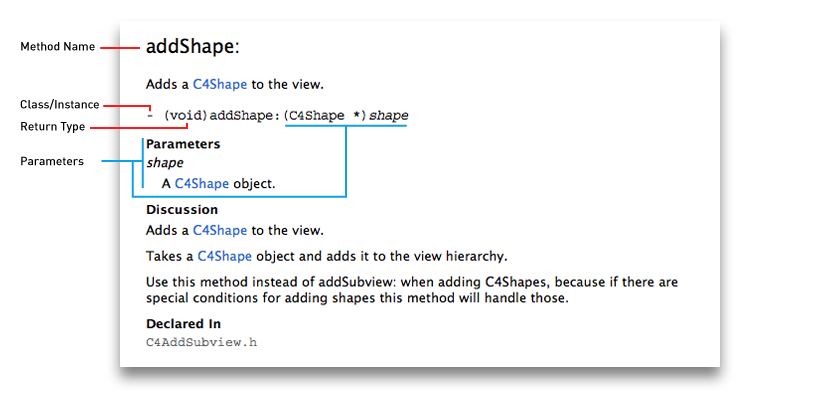 Method Name
addShape:
Adds a C4Shape to the view.
Class/Instance
- (void)addShape:(C4Shape *)shape
Return Type
Parameters
Parameters
shape
A C4Shape object.
Discussion
Adds a C4Shape to the view.
Takes a C4Shape object and adds it to the view hierarchy.
Use this method instead of addSubview: when adding C4Shapes, because if there are
special conditions for adding shapes this method will handle those.
Declared In
C4AddSubview.h